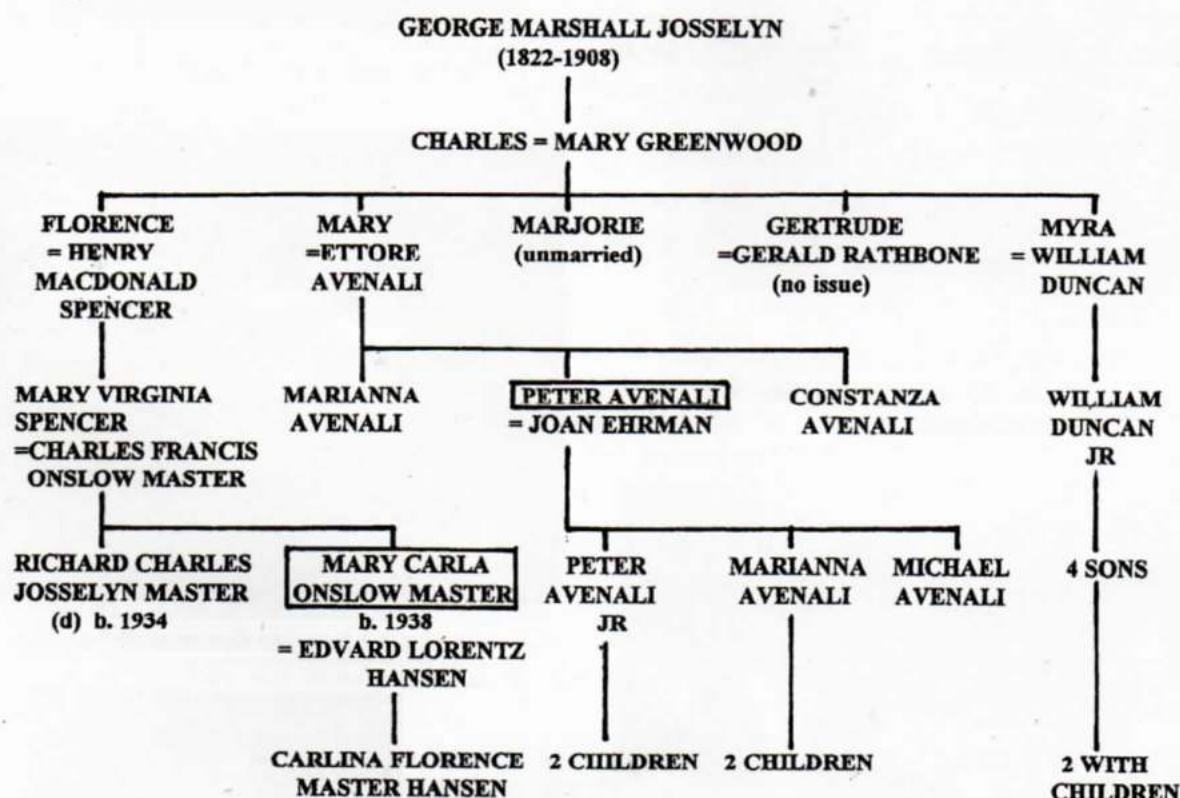 GEORGE MARSHALL JOSSELYN
(1822-1908)
CHARLES = MARY GREENWOOD
FLORENCE
= HENRY
MACDONALD
SPENCER
MARY
=ETTORE
AVENALI
MARJORIE
(unmarried)
GERTRUDE
=GERALD RATHBONE
(no issue)
MYRA
= WILLIAM
DUNCAN
MARY VIRGINIA
SPENCER
=CHARLES FRANCIS
ONSLOW MASTER
MARIANNA
AVENALI
PETER AVENALI
= JOAN EHRMAN
CONSTANZA
AVENALI
WILLIAM
DUNCAN
JR
RICHARD CHARLES
JOSSELYN MASTER
(d) b. 1934
MARY CARLA
ONSLOW MASTER
b. 1938
= EDVARD LORENTZ
HANSEN
PETER
AVENALI
JR
MARIANNA
AVENALI
MICHAEL
AVENALI
4 SONS
CARLINA FLORENCE
MASTER HANSEN
2 CHILDREN
2 CHILDREN
2 WITH
CHILDREN